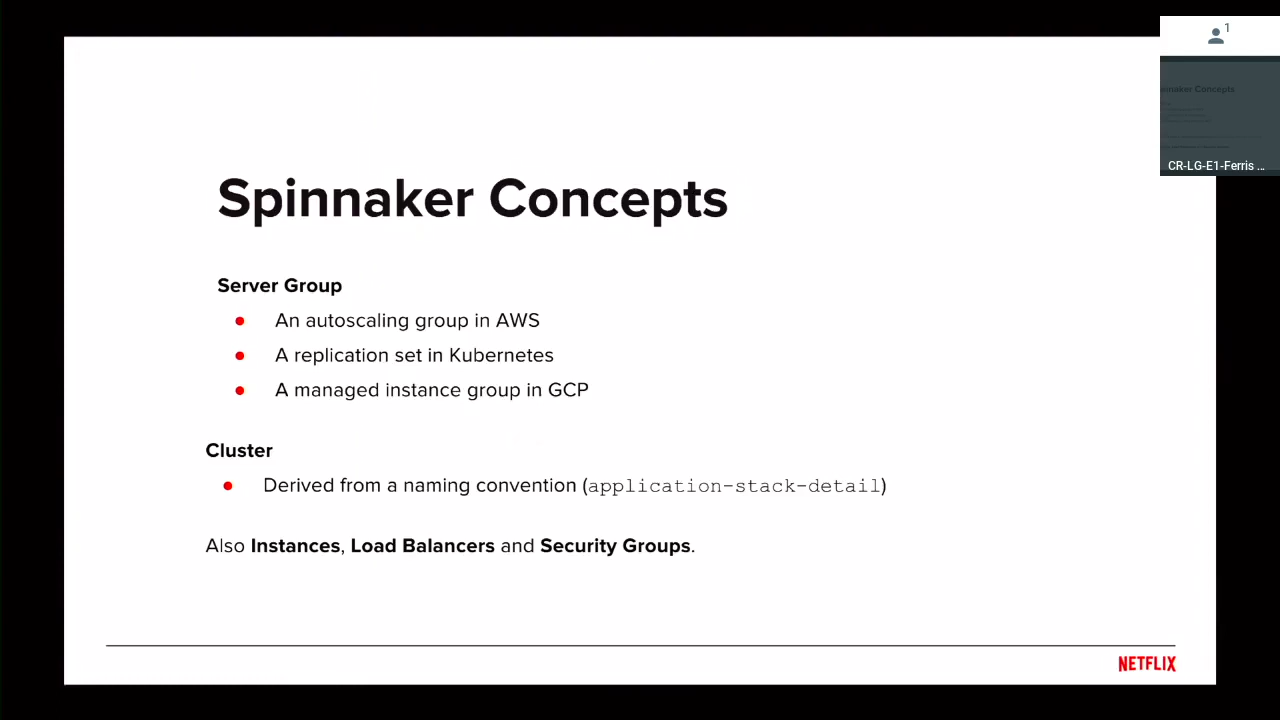 1
Spinnaker Concepts
CR-LG-E1-Ferris ...
Spinnaker Concepts
Server Group
An autoscaling group in AWS
A replication set in Kubernetes
A managed instance group in GCP
Cluster
Derived from a naming convention (application-stack-detail)
Also Instances, Load Balancers and Security Groups.
NETFLIX